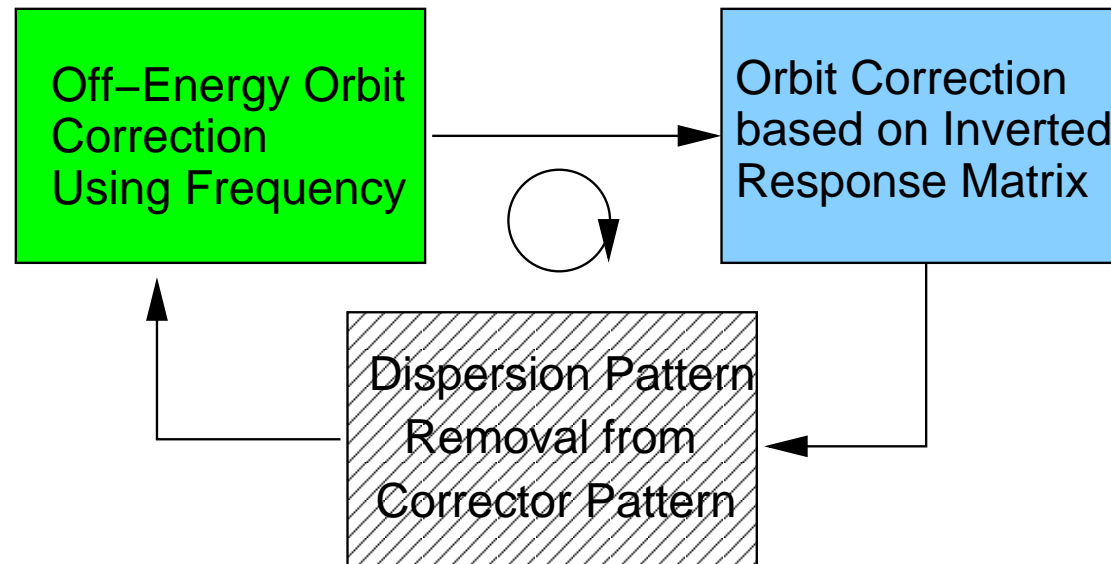 Off−Energy Orbit
Correction
Using Frequency
Orbit Correction
based on Inverted
Response Matrix
Dispersion Pattern
Removal from
Corrector Pattern